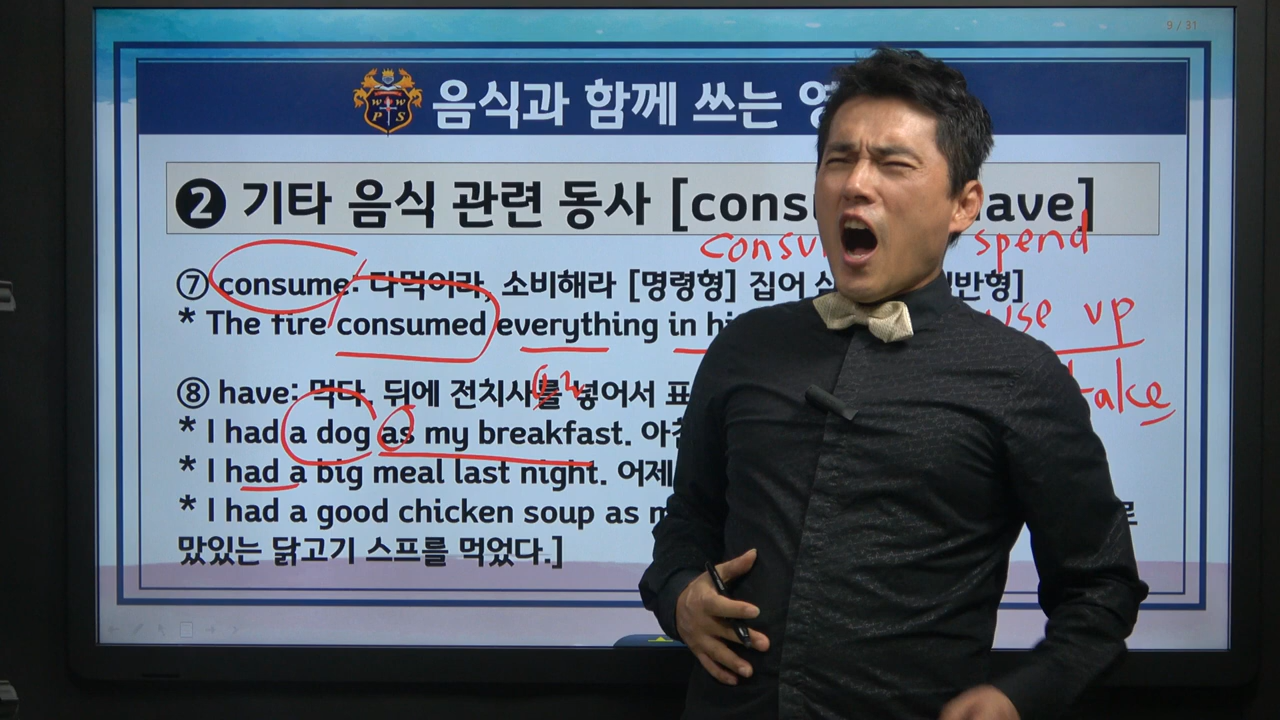 9 / 31
W W
P S
음식과 함께 쓰는
❷ 기타 음식 관련 동사 [cons have]
consu spend
⑦ consume: 다먹어라, 소비해라 [명령형] 집어 일반형]
* The fire consumed everything in hi
use up
take
⑧ have: 먹다, 뒤에 전치사를 넣어서 표
* I had a dog as my breakfast. 아침
* I had a big meal last night. 어제
* I had a good chicken soup as m 로
맛있는 닭고기 스프를 먹었다.]